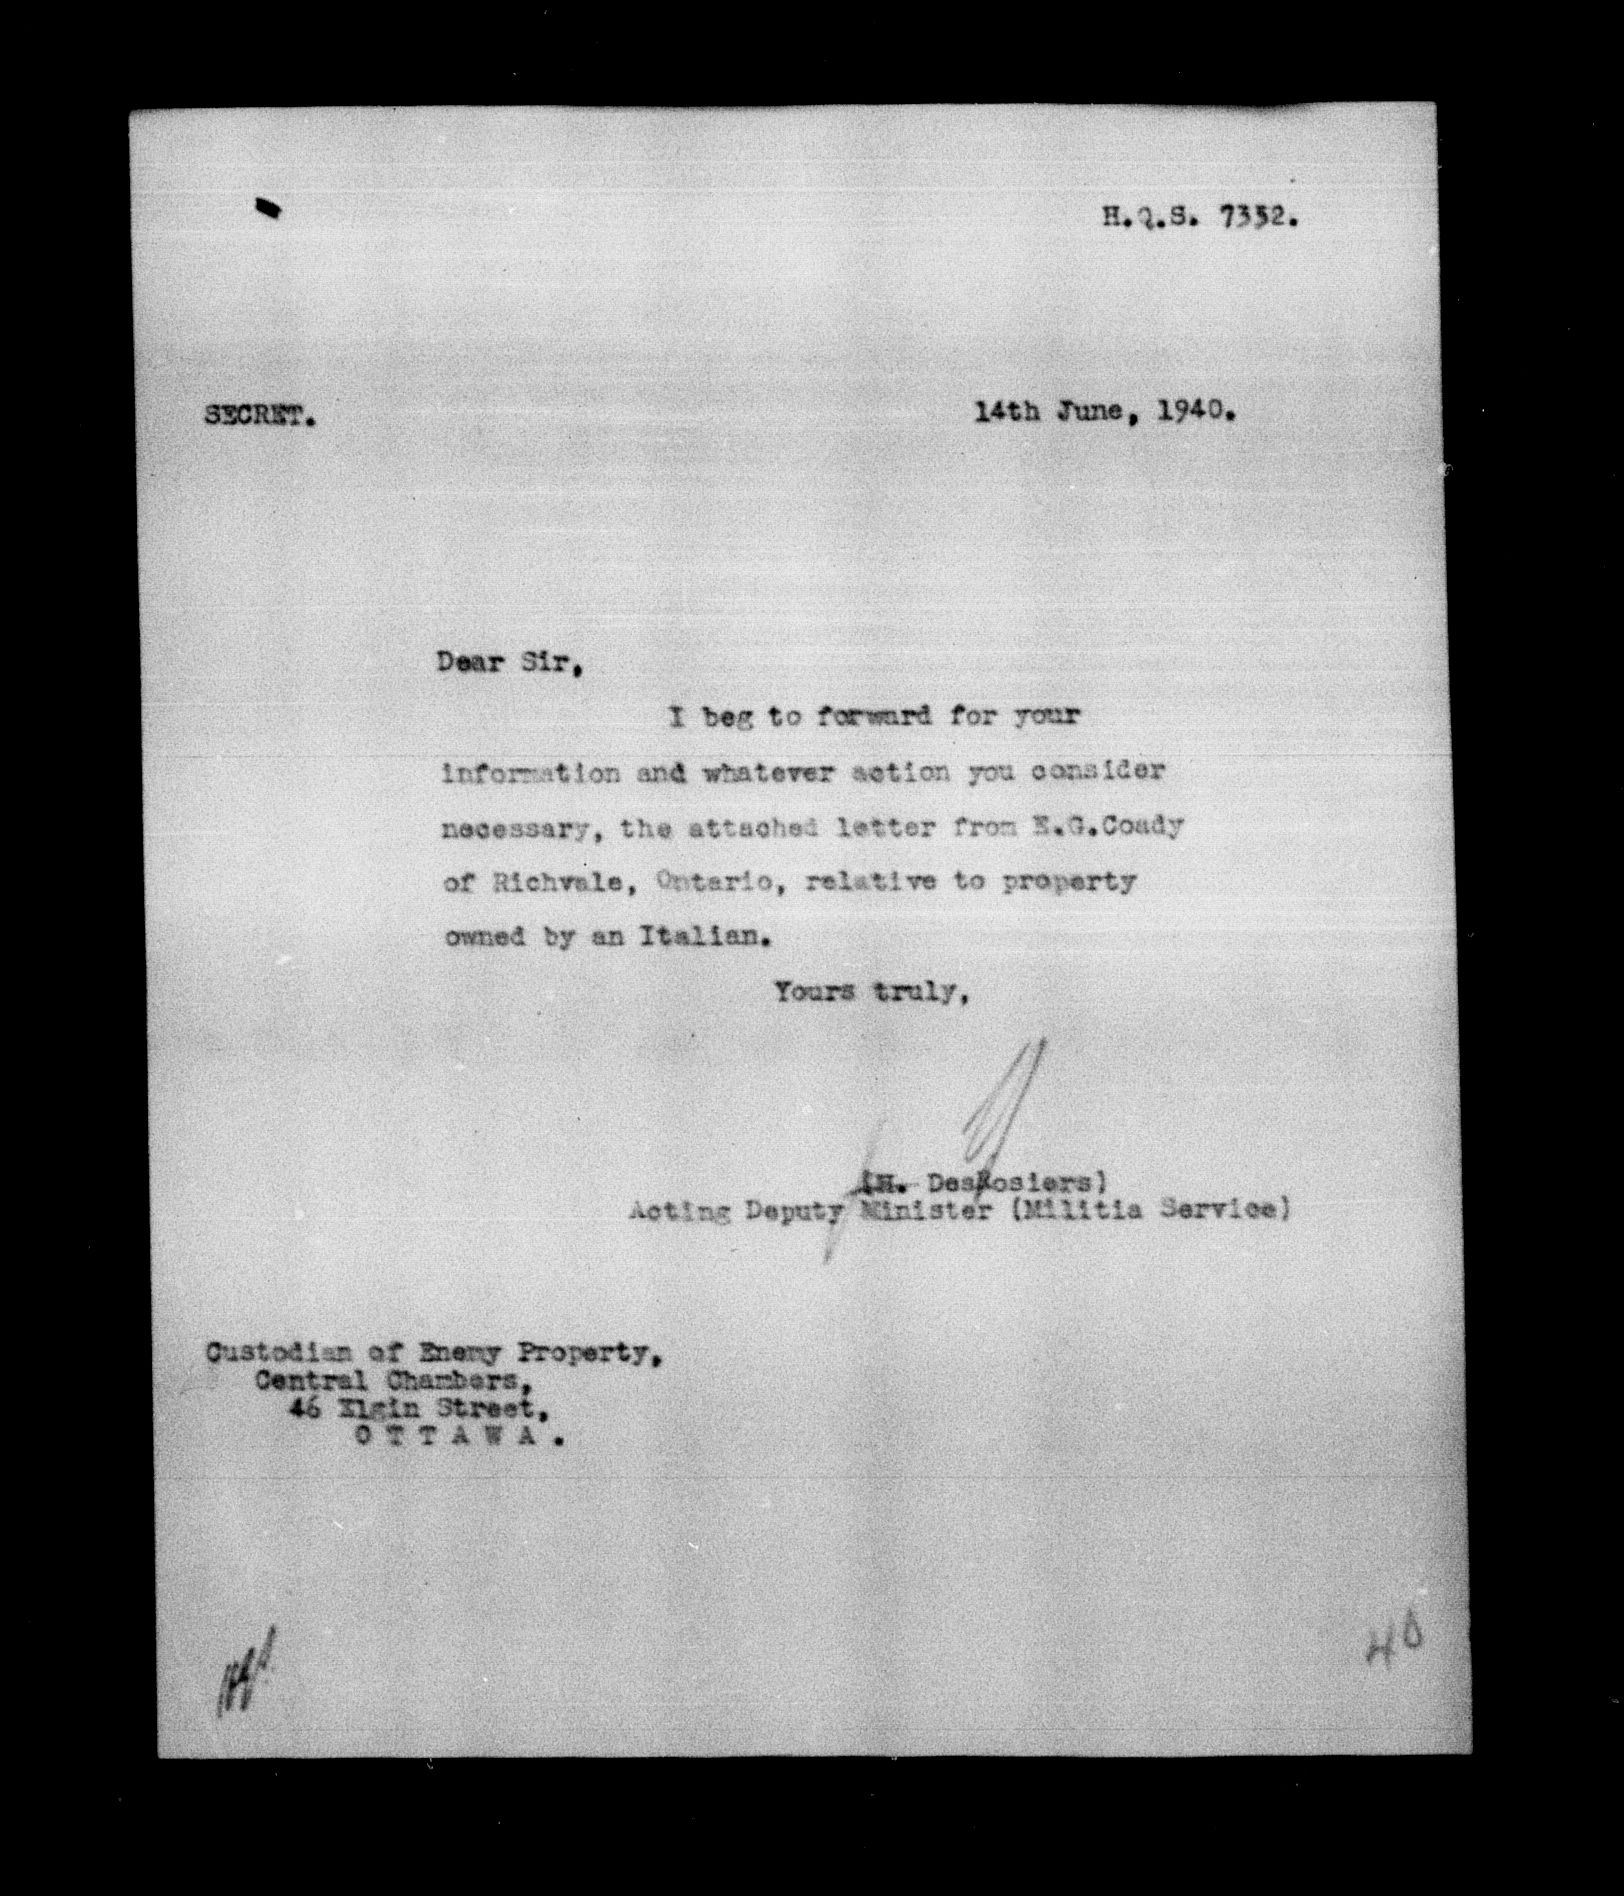 H.Q.S. 7332.
SECRET.
14th June, 1940.
Dear Sir,
I beg to forward for your
information and whatever action you consider
necessary, the attached letter from E.G.Coady
of Richvale, Ontario, relative to property
owned by an Italian.
Yours truly,
(H. DesRosiers)
Acting Deputy Minister (Militia Service)
Custodian of Enemy Property,
Central Chambers,
46 Elgin Street,
O T T A W A .
40